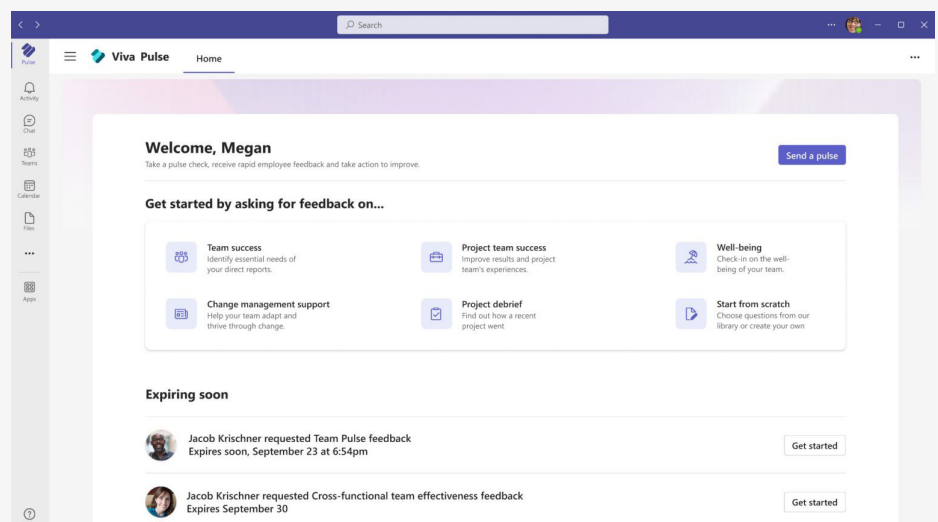 Search
Pulse
Viva Pulse
Home
Activity
Chat
Teams
Calendar
Files
Apps
Welcome, Megan
Take a pulse check, receive rapid employee feedback and take action to improve.
Send a pulse
Get started by asking for feedback on...
Team success
Identify essential needs of
your direct reports.
Project team success
Improve results and project
team's experiences.
Well-being
Check-in on the well-
being of your team.
Change management support
Help your team adapt and
thrive through change.
Project debrief
Find out how a recent
project went
Start from scratch
Choose questions from our
library or create your own
Expiring soon
Jacob Krischner requested Team Pulse feedback
Expires soon, September 23 at 6:54pm
Get started
Jacob Krischner requested Cross-functional team effectiveness feedback
Expires September 30
Get started